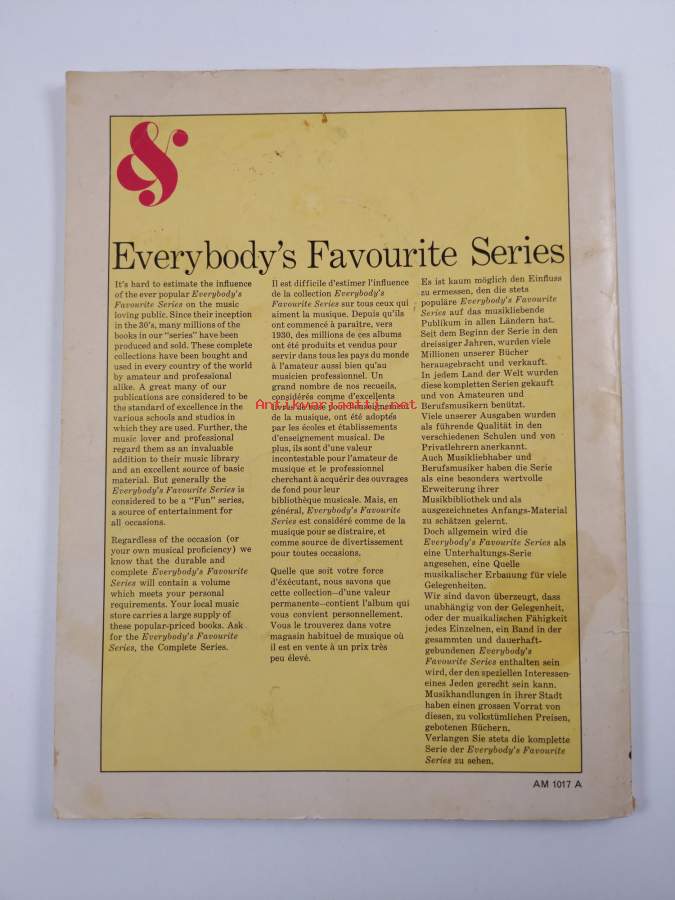 &
Everybody's Favourite Series
It's hard to estimate the influence
of the ever popular Everybody's
Favourite Series on the music
loving public. Since their inception
in the 30's, many millions of the
books in our "series" have been
produced and sold. These complete
collections have been bought and
used in every country of the world
by amateur and professional
alike. A great many of our
publications are considered to be
the standard of excellence in the
various schools and studios in
which they are used. Further, the
music lover and professional
regard them as an invaluable
addition to their music library
and an excellent source of basic
material. But generally the
Everybody's Favourite Series is
considered to be a "Fun" series,
a source of entertainment for
all occasions.
Regardless of the occasion (or
your own musical proficiency) we
know that the durable and
complete Everybody's Favourite
Series will contain a volume
which meets your personal
requirements. Your local music
store carries a large supply of
these popular-priced books. Ask
for the Everybody's Favourite
Series, the Complete Series.
Il est difficile d'estimer l'influence
de la collection Everybody's
Favourite Series sur tous ceux qui
aiment la musique. Depuis qu'ils
ont commencé à paraître, vers
1930, des millions de ces albums
ont été produits et vendus pour
servir dans tous les pays du monde
à l'amateur aussi bien qu'au
musicien professionnel. Un
grand nombre de nos recueils,
considérés comme d'excellents
livres de base pour l'enseignement
de la musique, ont été adoptés
par les écoles et établissements
d'enseignement musical. De
plus, ils sont d'une valeur
incontestable pour l'amateur de
musique et le professionnel
cherchant à acquérir des ouvrages
de fond pour leur
bibliothèque musicale. Mais, en
général, Everybody's Favourite
Series est considéré comme de la
musique pour se distraire, et
comme source de divertissement
pour toutes occasions.
Quelle que soit votre force
d'éxécutant, nous savons que
cette collection—d'une valeur
permanente—contient l'album qui
vous convient personnellement.
Vous le trouverez dans votre
magasin habituel de musique où
il est en vente à un prix très
peu élevé.
Es ist kaum möglich den Einfluss
zu ermessen, den die stets
populäre Everybody's Favourite
Series auf das musikliebende
Publikum in allen Ländern hat.
Seit dem Beginn der Serie in den
dreissiger Jahren, wurden viele
Millionen unserer Bücher
herausgebracht und verkauft.
In jedem Land der Welt wurden
diese kompletten Serien gekauft
und von Amateuren und
Berufsmusikern benützt.
Viele unserer Ausgaben wurden
als führende Qualität in den
verschiedenen Schulen und von
Privatlehrern anerkannt.
Auch Musikliebhaber und
Berufsmusiker haben die Serie
als eine besonders wertvolle
Erweiterung ihrer
Musikbibliothek und als
ausgezeichnetes Anfangs-Material
zu schätzen gelernt.
Doch allgemein wird die
Everybody's Favourite Series als
eine Unterhaltungs-Serie
angesehen, eine Quelle
musikalischer Erbauung für viele
Gelegenheiten.
Wir sind davon überzeugt, dass
unabhängig von der Gelegenheit,
oder der musikalischen Fähigkeit
jedes Einzelnen, ein Band in der
gesammten und dauerhaft-
gebundenen Everybody's
Favourite Series enthalten sein
wird, der den speziellen Interessen-
eines Jeden gerecht sein kann.
Musikhandlungen in ihrer Stadt
haben einen grossen Vorrat von
diesen, zu volkstümlichen Preisen,
gebotenen Büchern.
Verlangen Sie stets die komplette
Serie der Everybody's Favourite
Series zu sehen.
Antikvariaatti.net
AM 1017 A